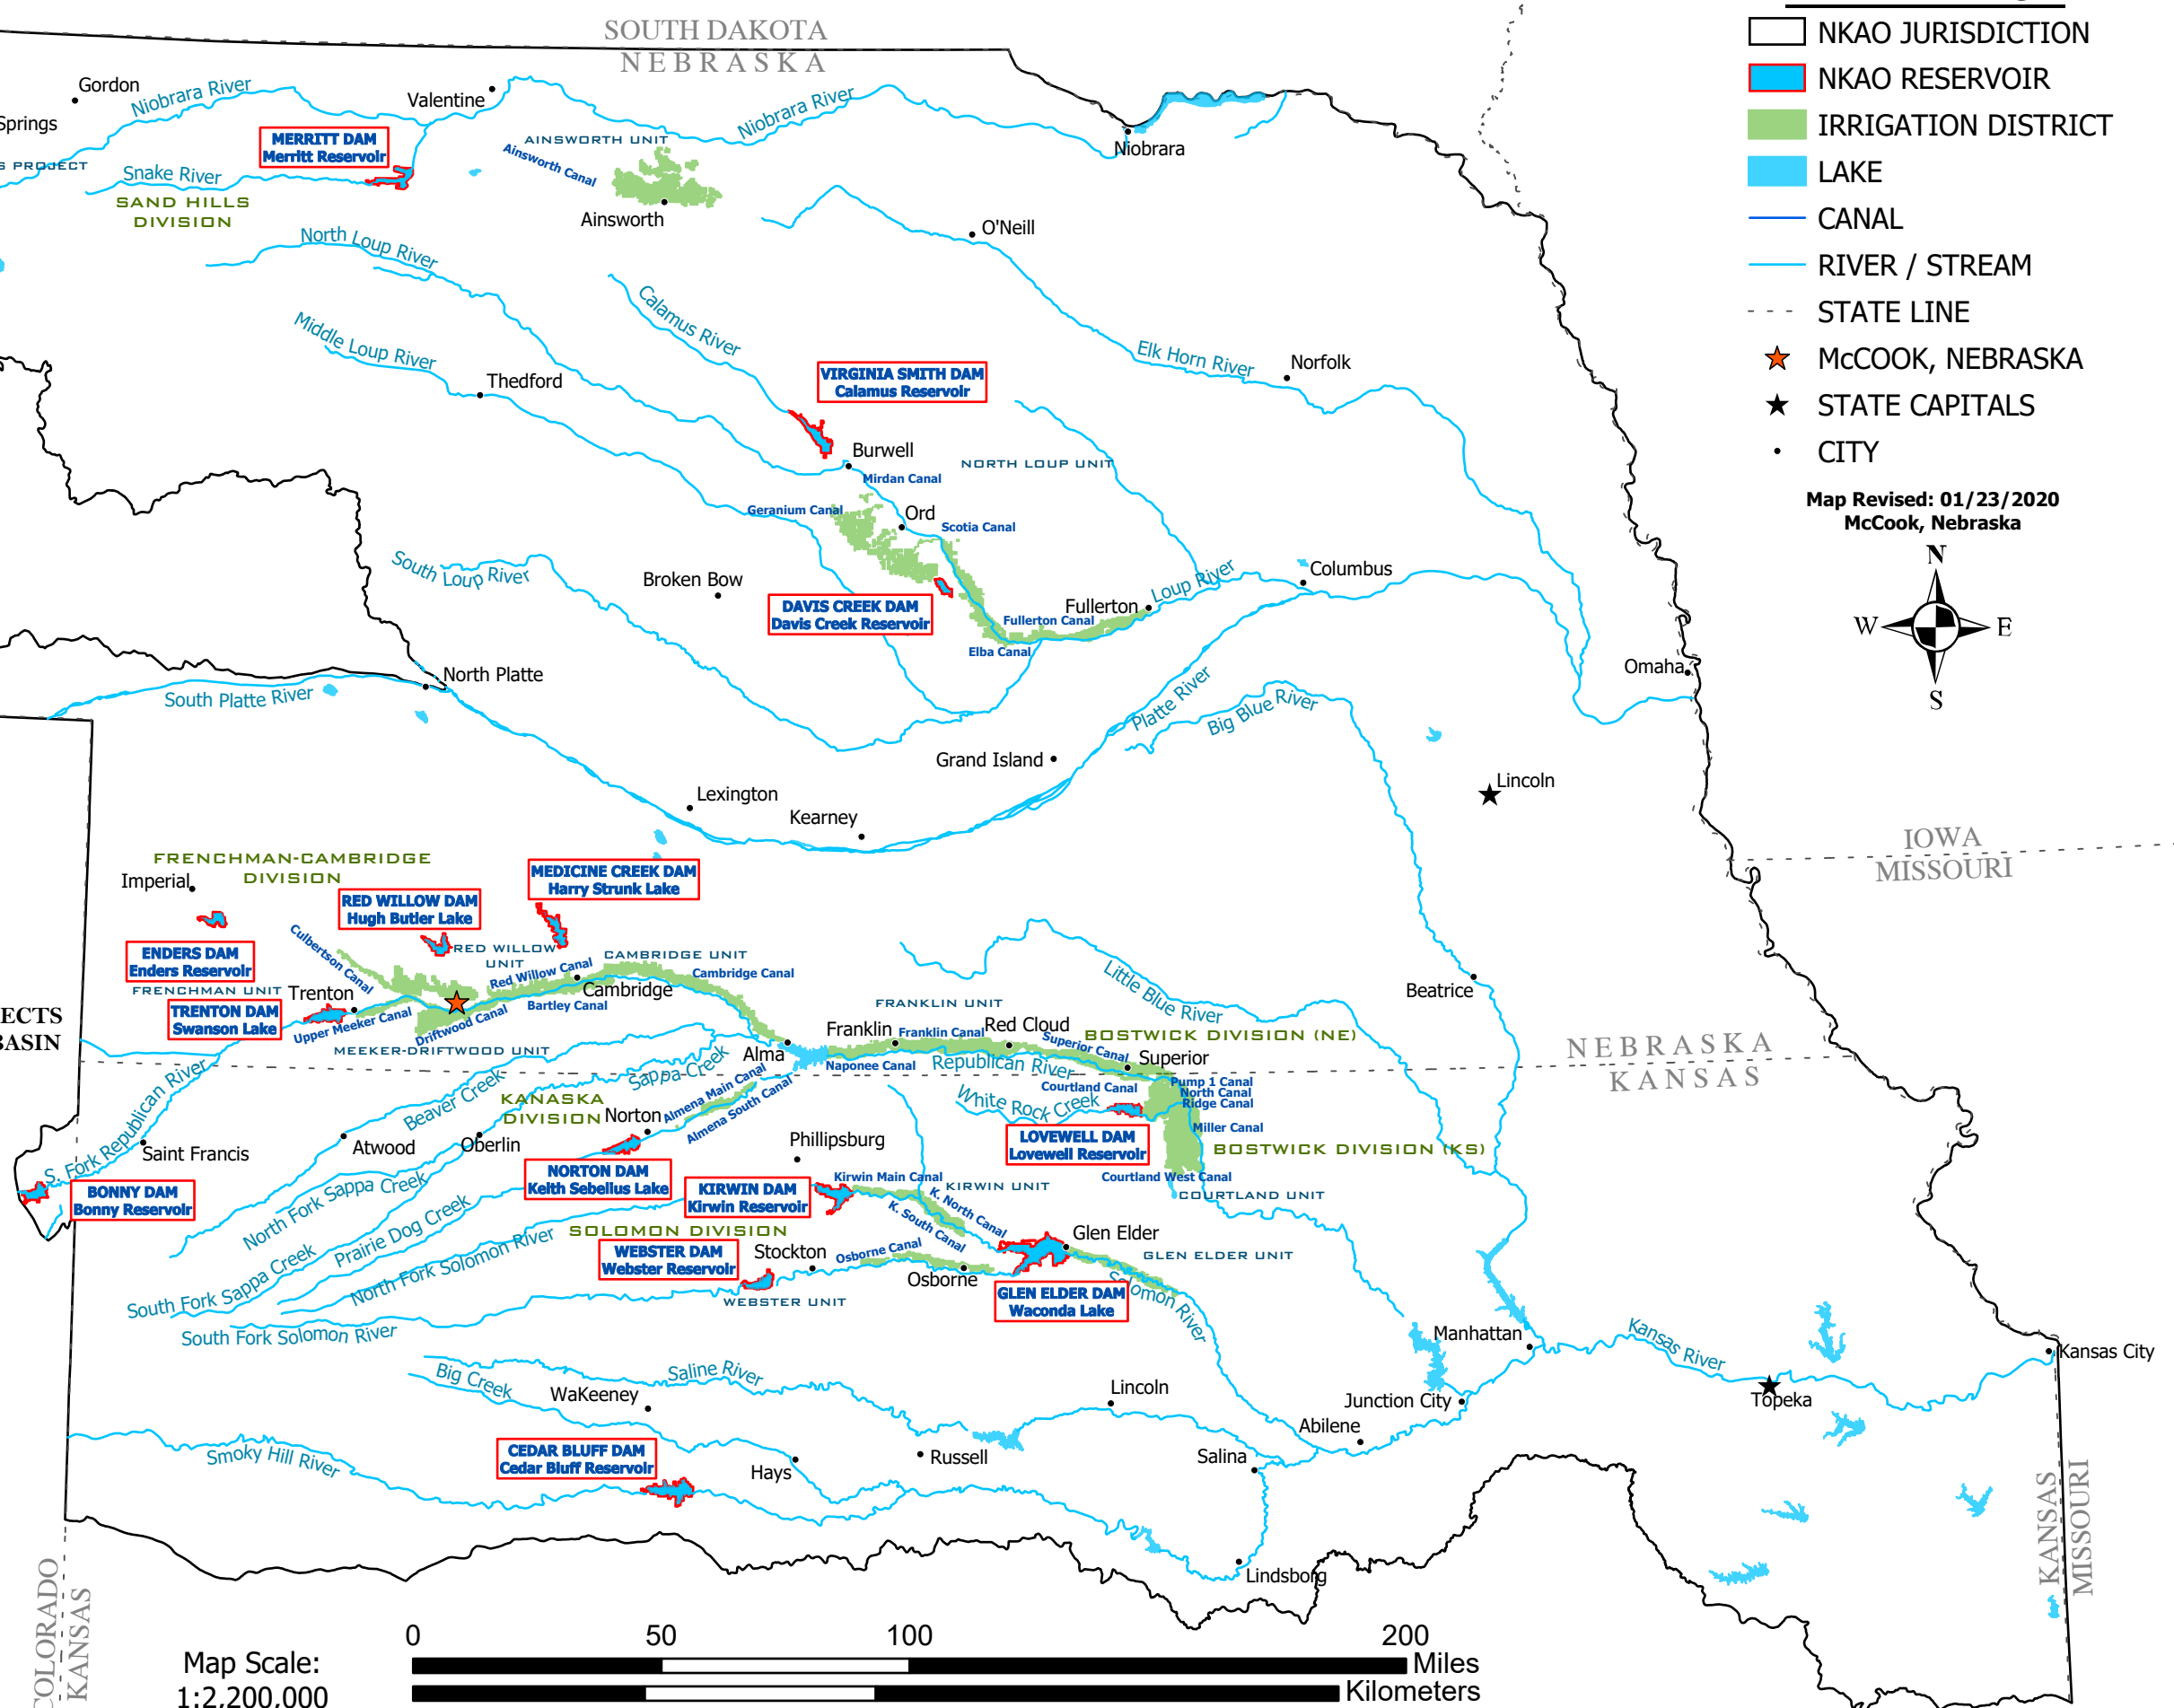 SOUTH DAKOTA
NEBRASKA
NKAO JURISDICTION
NKAO RESERVOIR
IRRIGATION DISTRICT
LAKE
CANAL
RIVER / STREAM
STATE LINE
McCOOK, NEBRASKA
STATE CAPITALS
CITY
Map Revised: 01/23/2020
McCook, Nebraska
N
W
E
S
Gordon
Niobrara River
Valentine
Springs
MERRITT DAM
Merritt Reservoir
S PROJECT
Snake River
SAND HILLS
DIVISION
AINSWORTH UNIT
Ainsworth Canal
Ainsworth
Niobrara River
Niobrara
O'Neill
North Loup River
Calamus River
Middle Loup River
Thedford
Elk Horn River
Norfolk
VIRGINIA SMITH DAM
Calamus Reservoir
Burwell
NORTH LOUP UNIT
Mirdan Canal
Geranium Canal
Ord
Scotia Canal
South Loup River
Broken Bow
DAVIS CREEK DAM
Davis Creek Reservoir
Fullerton
Loup River
Columbus
Fullerton Canal
Elba Canal
Omaha
North Platte
South Platte River
Platte River
Big Blue River
Grand Island
Lexington
Kearney
Lincoln
IOWA
MISSOURI
FRENCHMAN-CAMBRIDGE
DIVISION
Imperial
MEDICINE CREEK DAM
Harry Strunk Lake
RED WILLOW DAM
Hugh Butler Lake
ENDERS DAM
Enders Reservoir
Culbertson Canal
RED WILLOW
UNIT
CAMBRIDGE UNIT
Red Willow Canal
Cambridge Canal
Cambridge
Bartley Canal
FRENCHMAN UNIT
Trenton
TRENTON DAM
Swanson Lake
Upper Meeker Canal
Driftwood Canal
MEEKER-DRIFTWOOD UNIT
ECTS
BASIN
Little Blue River
Beatrice
FRANKLIN UNIT
Franklin
Franklin Canal
Red Cloud
BOSTWICK DIVISION (NE)
Superior Canal
Superior
Alma
Naponee Canal
Republican River
NEBRASKA
KANSAS
S. Fork Republican River
Beaver Creek
Sappa Creek
KANASKA
DIVISION
Norton
Almena Main Canal
Almena South Canal
White Rock Creek
Courtland Canal
Pump 1 Canal
North Canal
Ridge Canal
Miller Canal
LOVEWELL DAM
Lovewell Reservoir
BOSTWICK DIVISION (KS)
Courtland West Canal
COURTLAND UNIT
Saint Francis
Atwood
Oberlin
Phillipsburg
BONNY DAM
Bonny Reservoir
NORTON DAM
Keith Sebelius Lake
KIRWIN DAM
Kirwin Reservoir
Kirwin Main Canal
KIRWIN UNIT
K. North Canal
K. South Canal
North Fork Sappa Creek
Prairie Dog Creek
South Fork Sappa Creek
North Fork Solomon River
SOLOMON DIVISION
WEBSTER DAM
Webster Reservoir
Stockton
Osborne Canal
Osborne
WEBSTER UNIT
Glen Elder
GLEN ELDER UNIT
GLEN ELDER DAM
Waconda Lake
Solomon River
South Fork Solomon River
Manhattan
Kansas River
Kansas City
Topeka
Big Creek
Saline River
WaKeeney
Lincoln
Junction City
Abilene
Smoky Hill River
CEDAR BLUFF DAM
Cedar Bluff Reservoir
Hays
Russell
Salina
Lindsborg
COLORADO
KANSAS
KANSAS
MISSOURI
Map Scale:
1:2,200,000
0
50
100
200
Miles
Kilometers